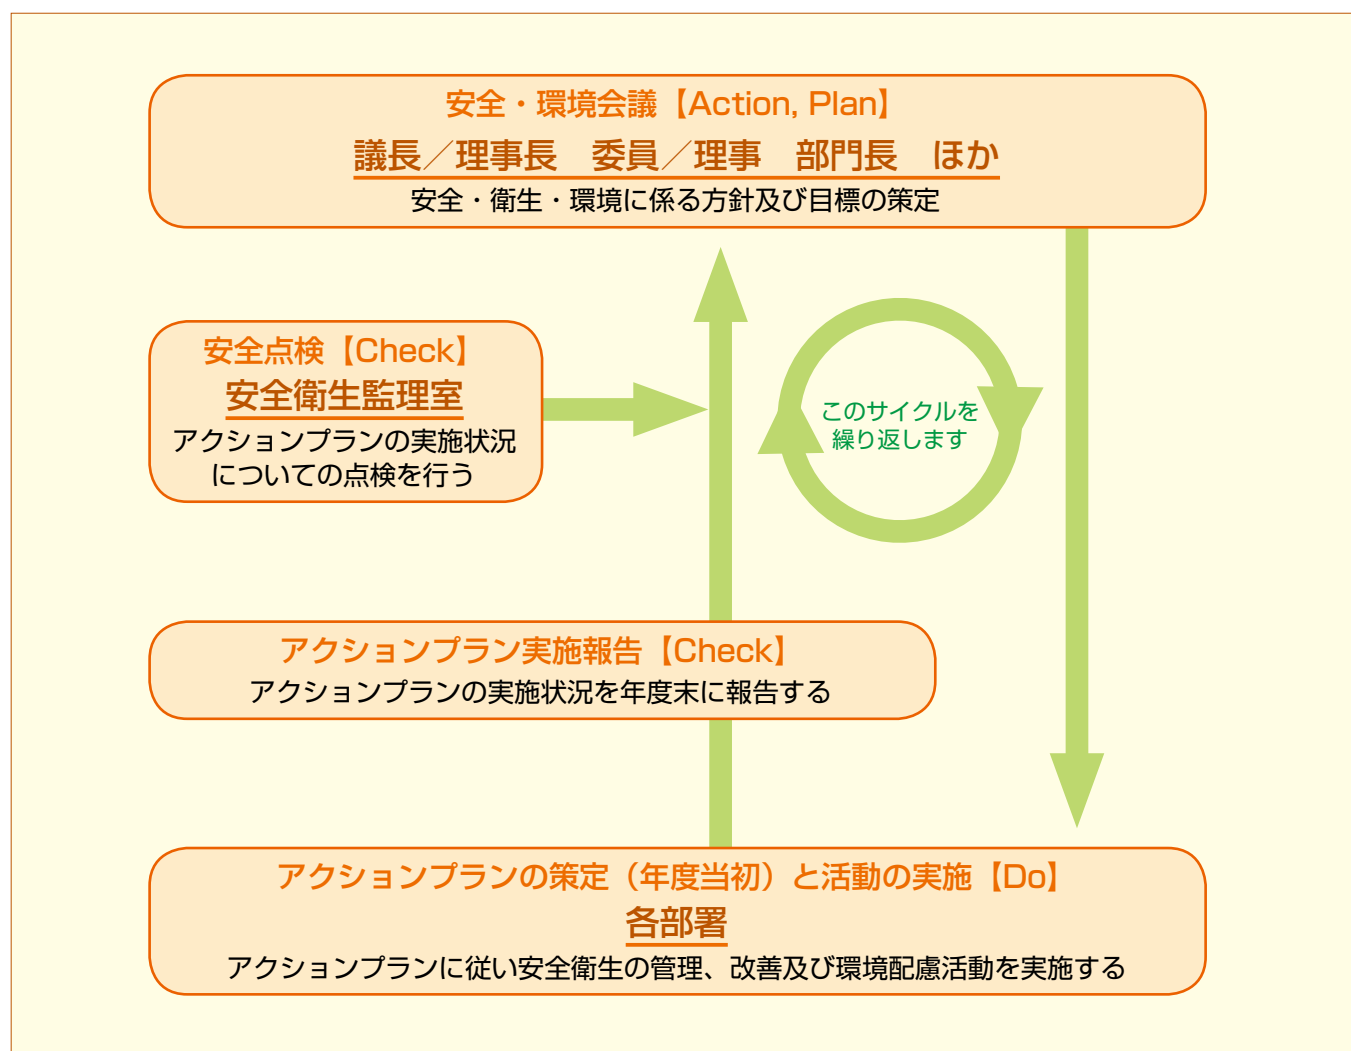 安全・環境会議【Action, Plan】
議長／理事長　委員／理事　部門長　ほか
安全・衛生・環境に係る方針及び目標の策定
安全点検【Check】
安全衛生監理室
アクションプランの実施状況
についての点検を行う
このサイクルを
繰り返します
アクションプラン実施報告【Check】
アクションプランの実施状況を年度末に報告する
アクションプランの策定（年度当初）と活動の実施【Do】
各部署
アクションプランに従い安全衛生の管理、改善及び環境配慮活動を実施する